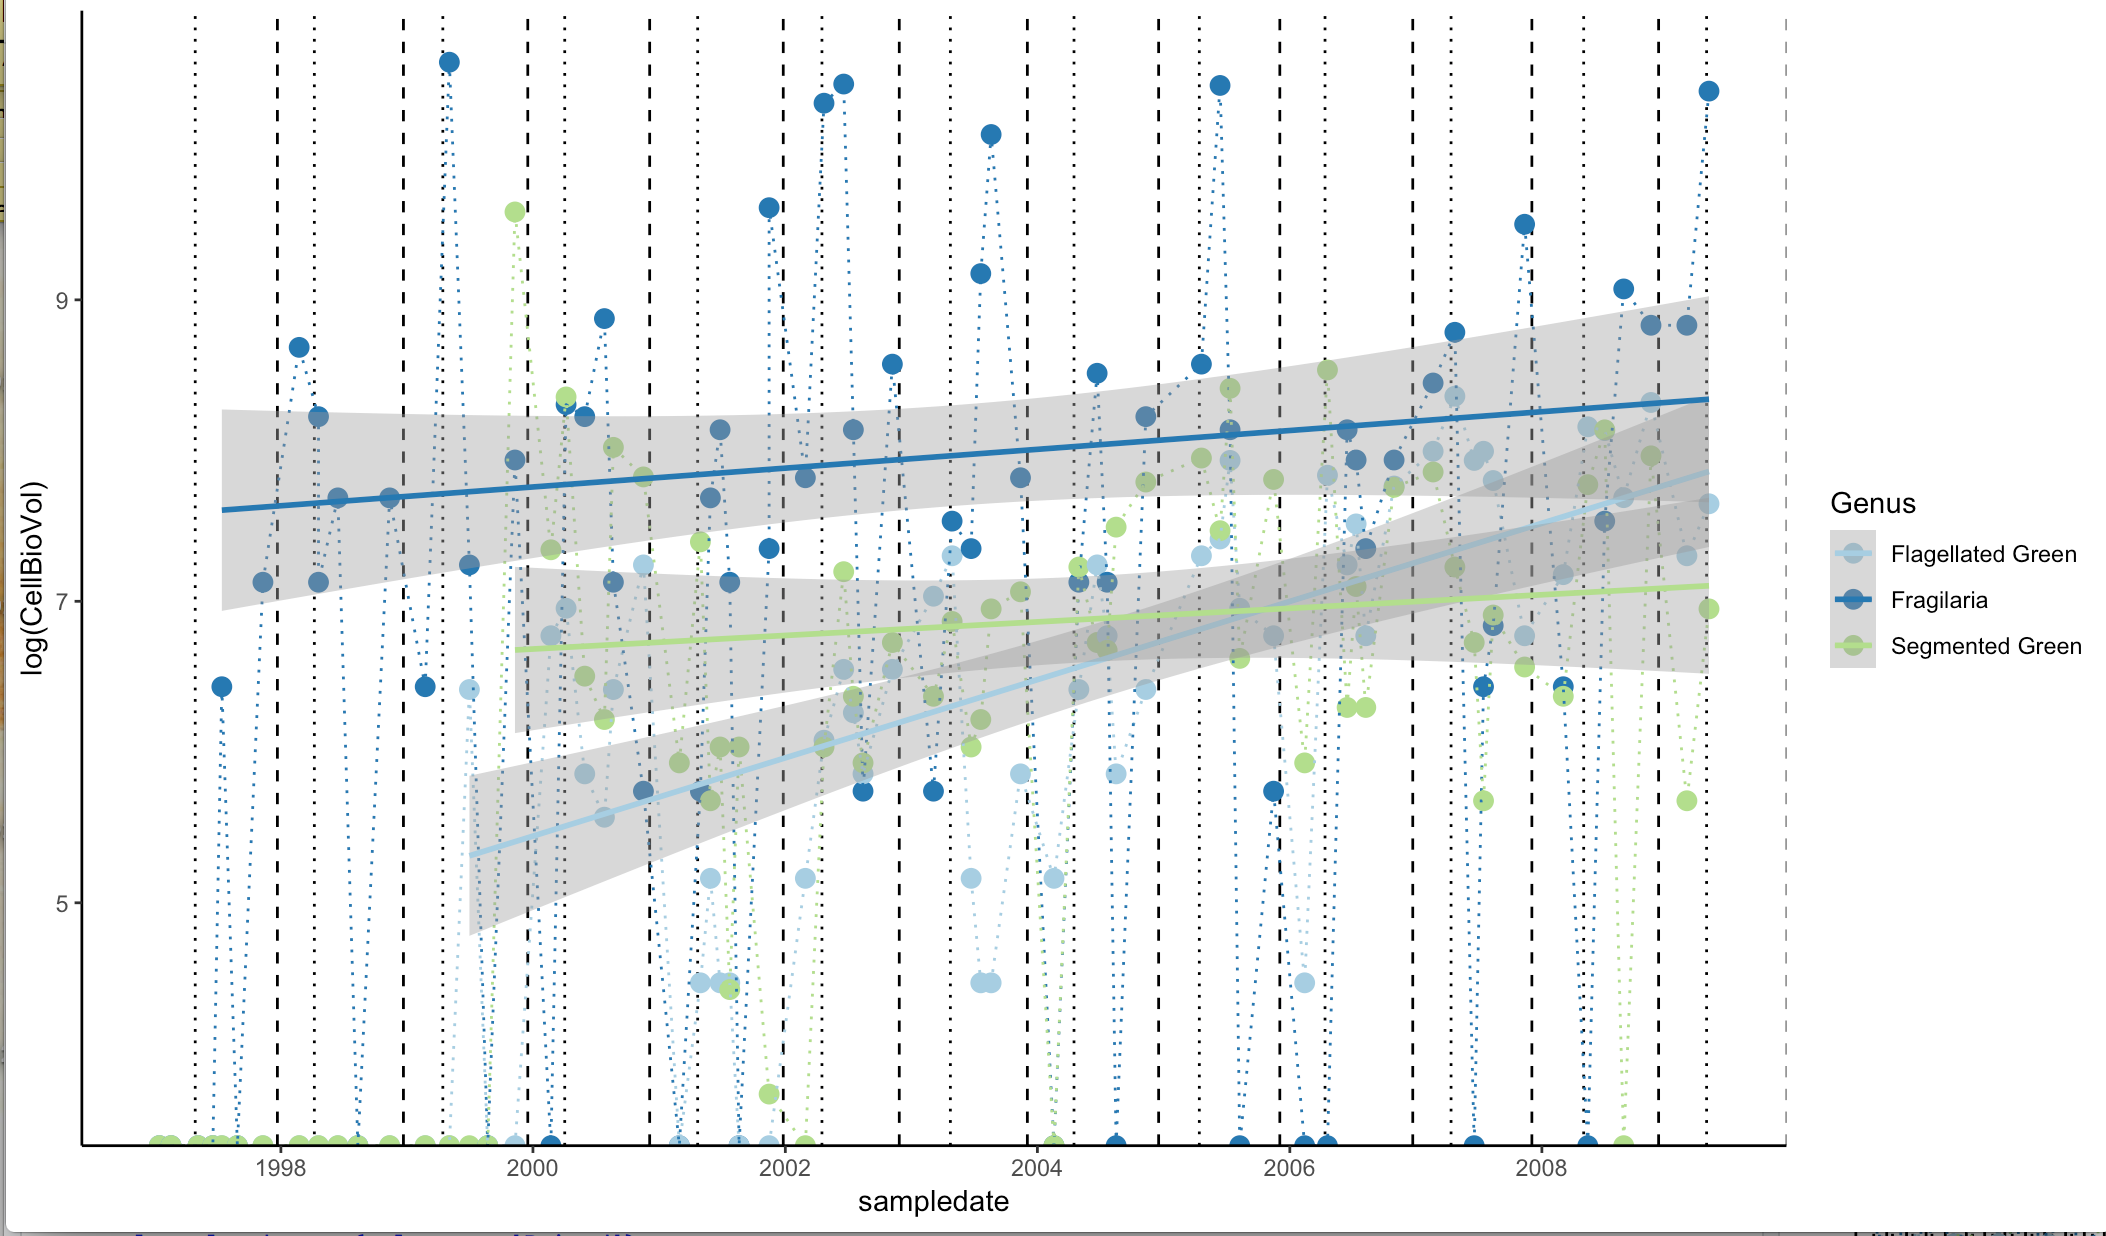 9
7
5
log(CellBioVol)
1998
2000
2002
2004
2006
2008
sampledate
Genus
Flagellated Green
Fragilaria
Segmented Green